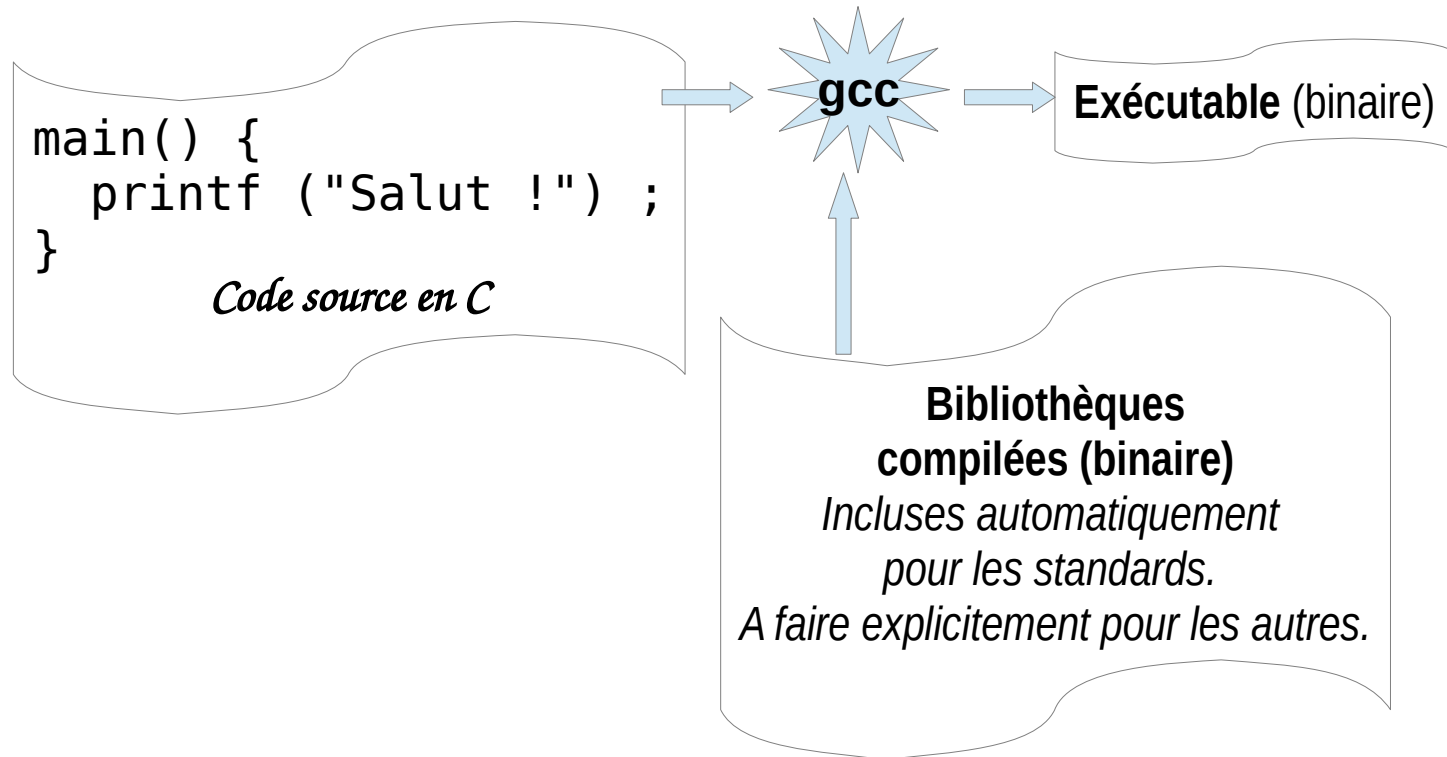 main() {
  printf ("Salut !") ;
}
Code source en C
gcc
Exécutable (binaire)
Bibliothèques
compilées (binaire)
Incluses automatiquement
pour les standards.
A faire explicitement pour les autres.